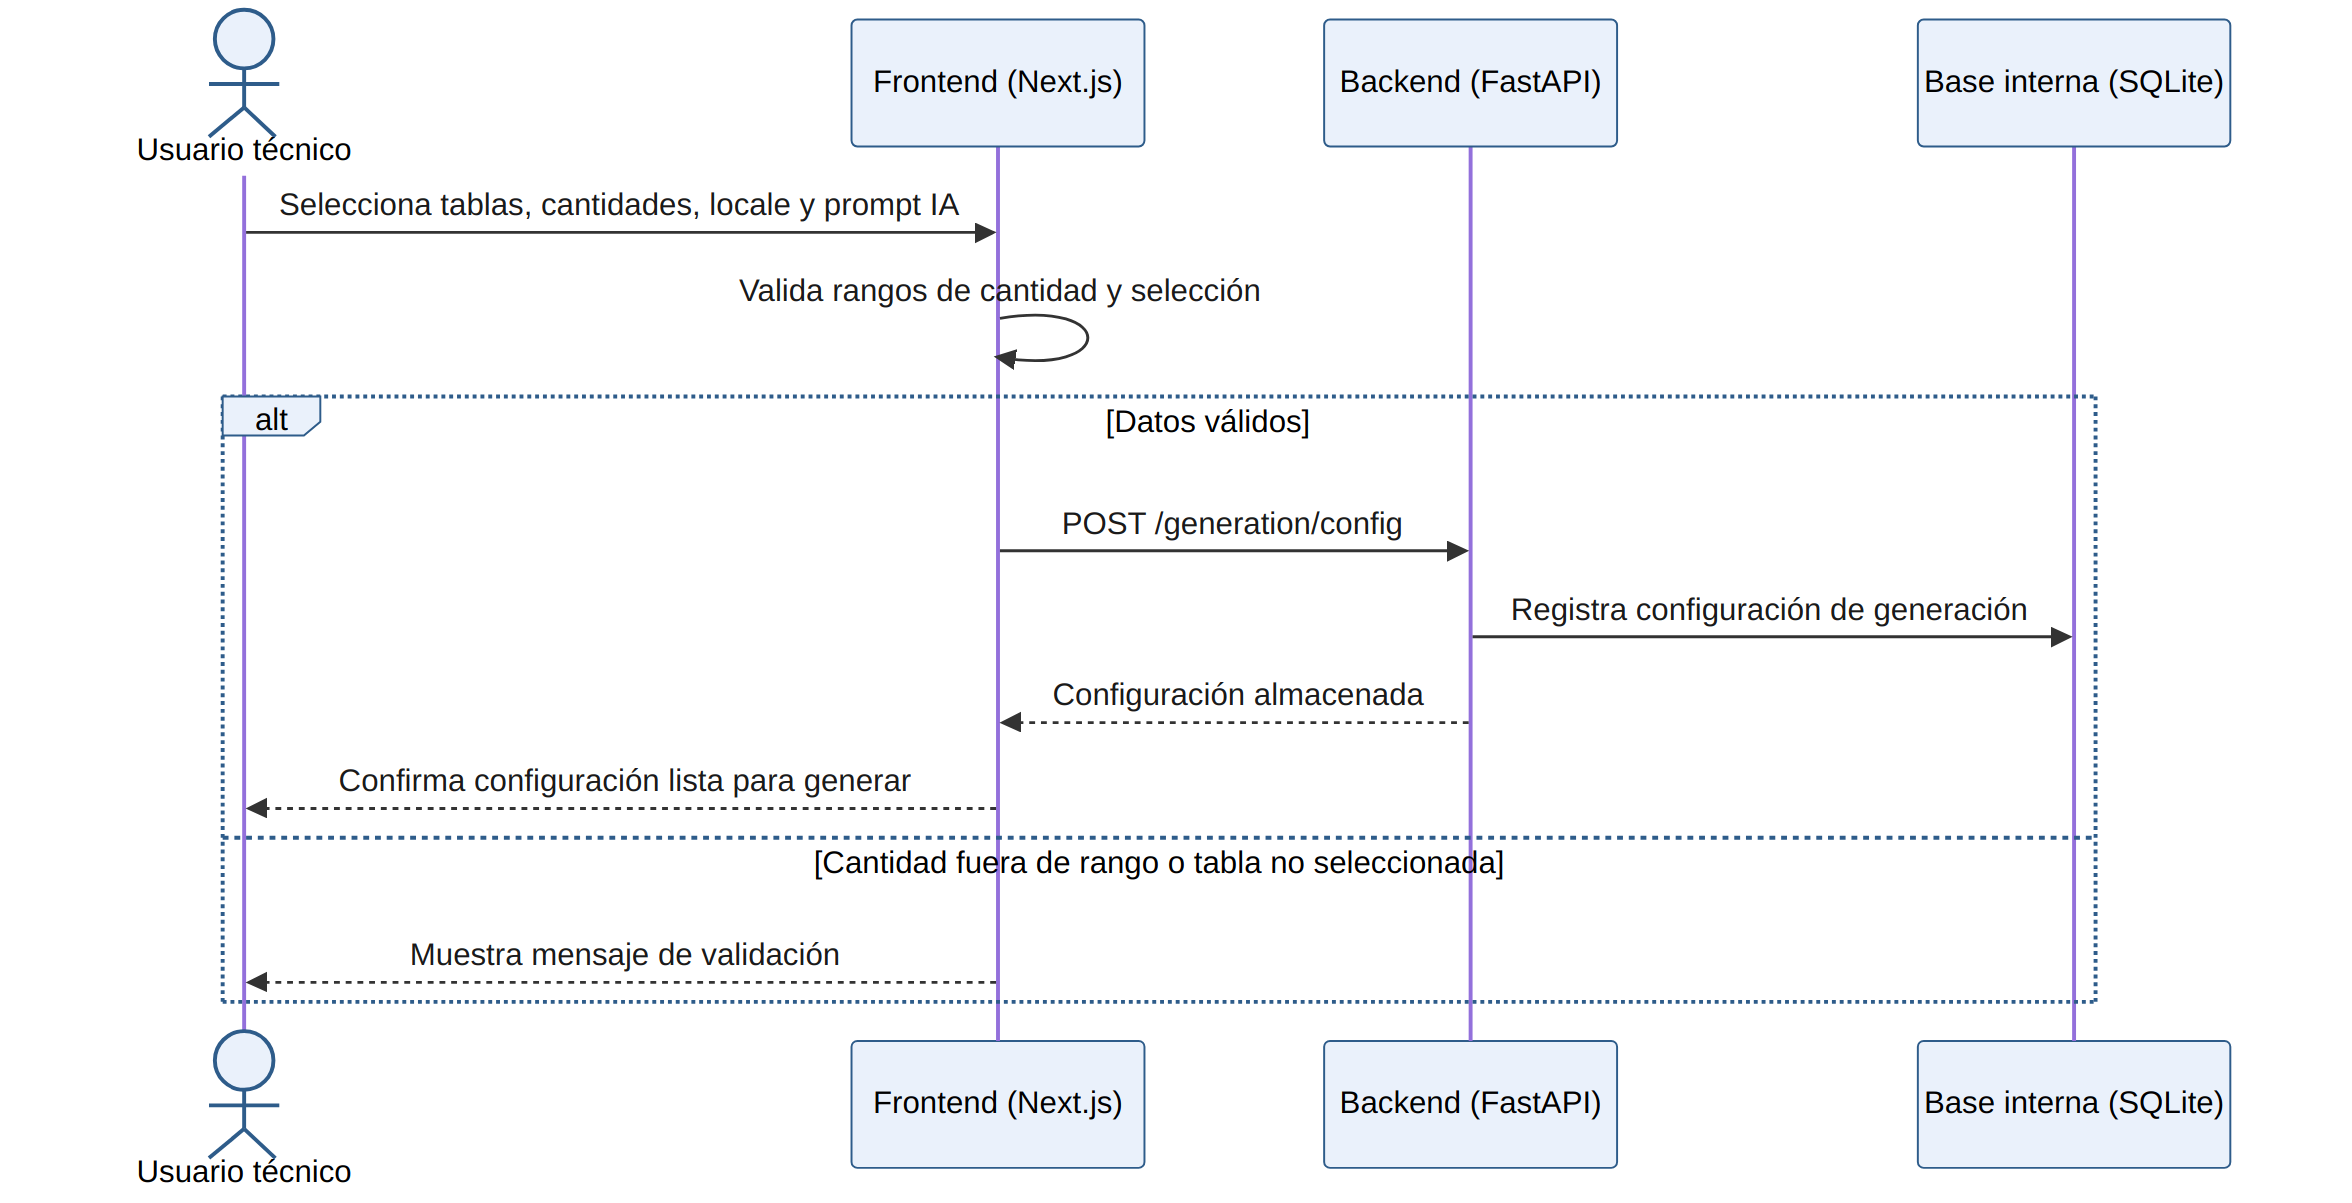 Usuario técnico
Frontend (Next.js)
Backend (FastAPI)
Base interna (SQLite)
Selecciona tablas, cantidades, locale y prompt IA
Valida rangos de cantidad y selección
alt
[Datos válidos]
POST /generation/config
Registra configuración de generación
Configuración almacenada
Confirma configuración lista para generar
[Cantidad fuera de rango o tabla no seleccionada]
Muestra mensaje de validación
Usuario técnico
Frontend (Next.js)
Backend (FastAPI)
Base interna (SQLite)